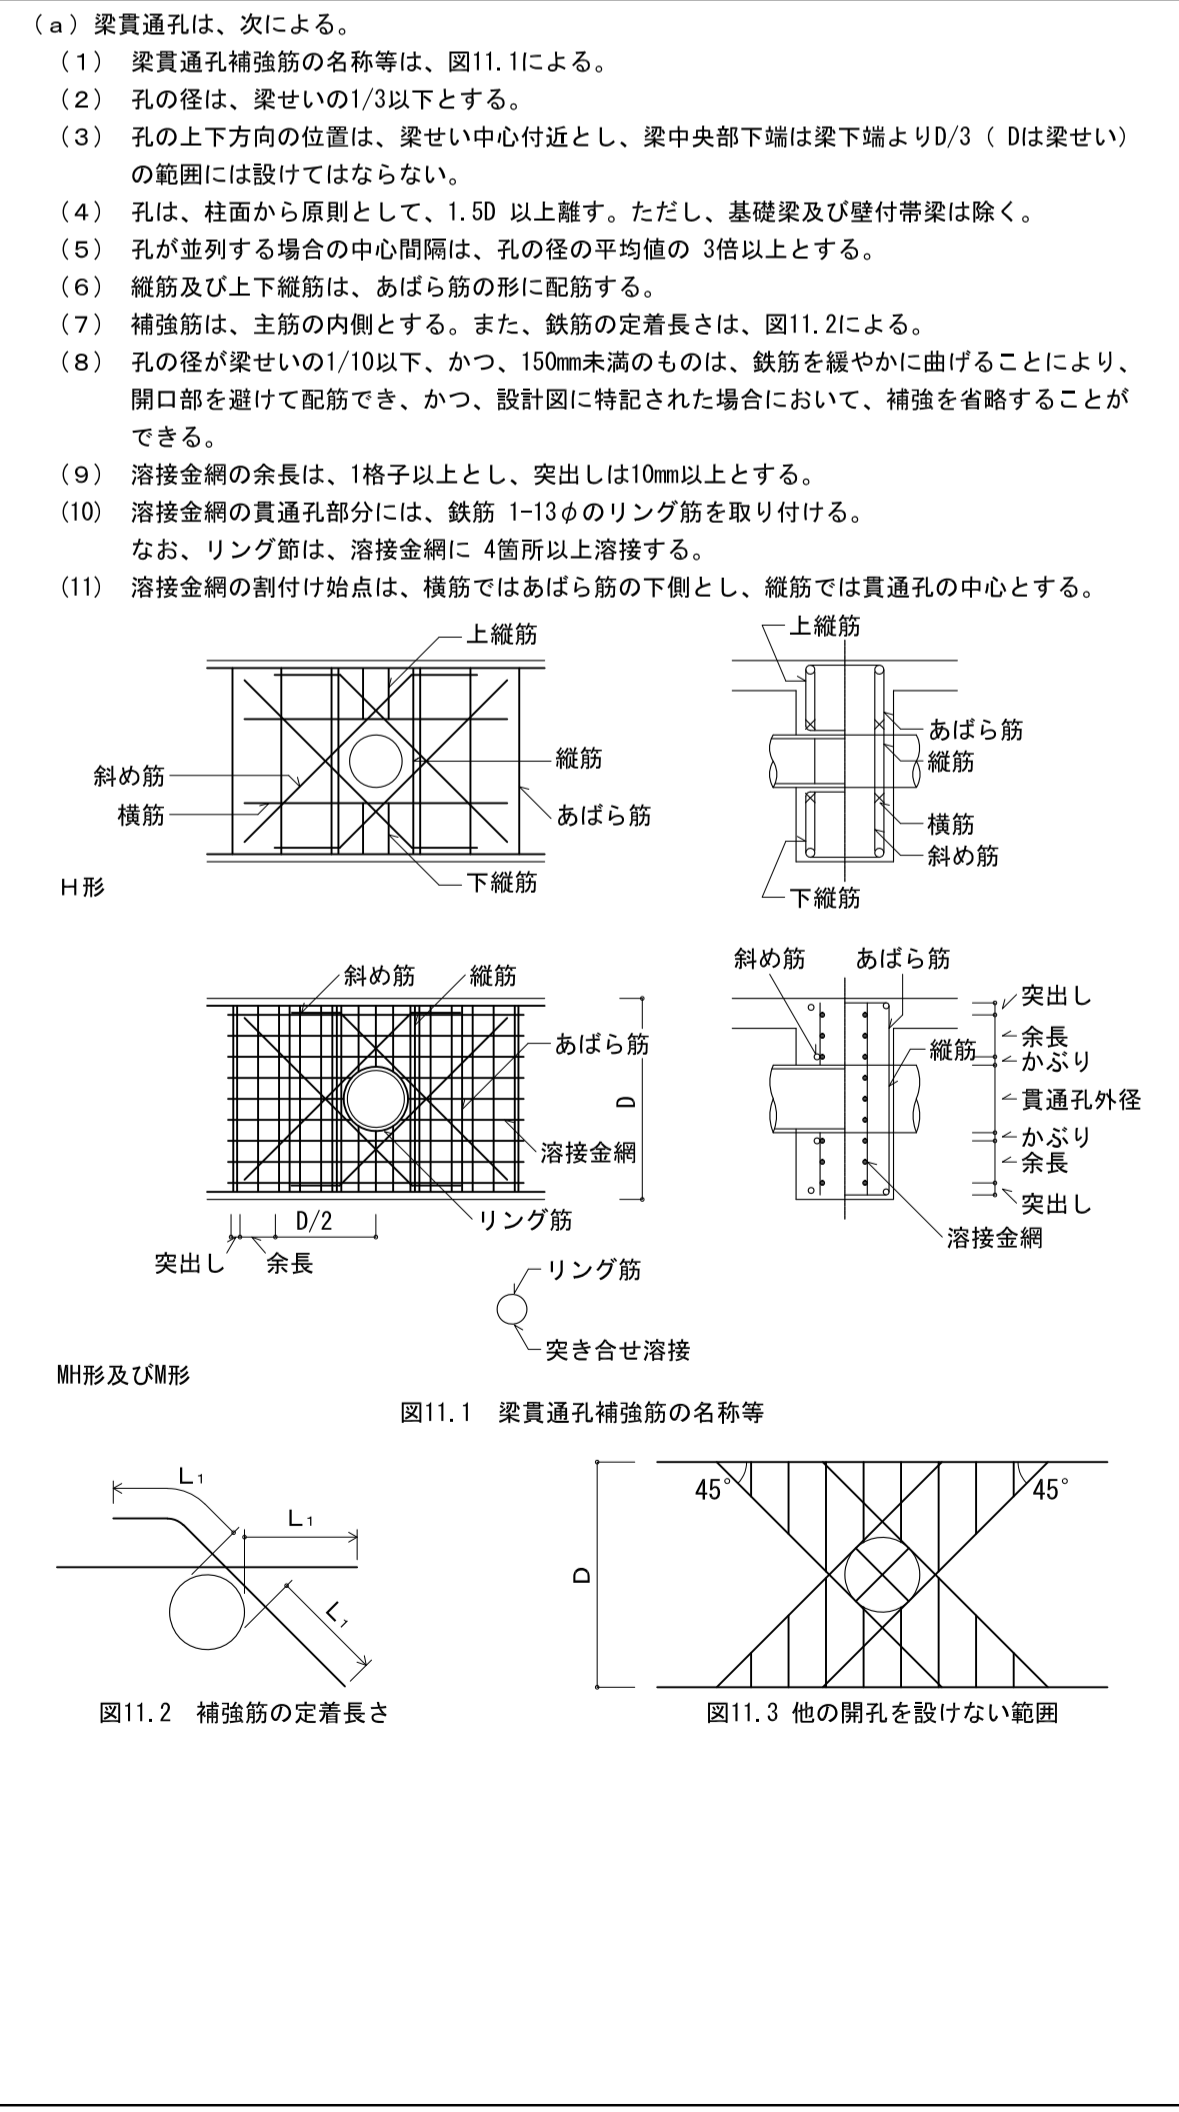 （ａ）梁貫通孔は、次による。
（１） 梁貫通孔補強筋の名称等は、図11.1による。
（２） 孔の径は、梁せいの1/3以下とする。
（３） 孔の上下方向の位置は、梁せい中心付近とし、梁中央部下端は梁下端よりD/3（ Dは梁せい）
の範囲には設けてはならない。
（４） 孔は、柱面から原則として、1.5D 以上離す。ただし、基礎梁及び壁付帯梁は除く。
（５） 孔が並列する場合の中心間隔は、孔の径の平均値の 3倍以上とする。
（６） 縦筋及び上下縦筋は、あばら筋の形に配筋する。
（７） 補強筋は、主筋の内側とする。また、鉄筋の定着長さは、図11.2による。
（８） 孔の径が梁せいの1/10以下、かつ、150mm未満のものは、鉄筋を緩やかに曲げることにより、
開口部を避けて配筋でき、かつ、設計図に特記された場合において、補強を省略することが
できる。
（９） 溶接金網の余長は、1格子以上とし、突出しは10mm以上とする。
(10) 溶接金網の貫通孔部分には、鉄筋 1-13φのリング筋を取り付ける。
なお、リング節は、溶接金網に 4箇所以上溶接する。
(11) 溶接金網の割付け始点は、横筋ではあばら筋の下側とし、縦筋では貫通孔の中心とする。
上縦筋
斜め筋
横筋
縦筋
あばら筋
下縦筋
上縦筋
あばら筋
縦筋
横筋
斜め筋
下縦筋
Ｈ形
斜め筋
縦筋
あばら筋
D
溶接金網
リング筋
D/2
突出し
余長
斜め筋
あばら筋
縦筋
突出し
余長
かぶり
貫通孔外径
かぶり
余長
突出し
溶接金網
リング筋
突き合せ溶接
MH形及びM形
図11.1 梁貫通孔補強筋の名称等
L₁
L₁
L₁
図11.2 補強筋の定着長さ
45°
45°
D
図11.3 他の開孔を設けない範囲